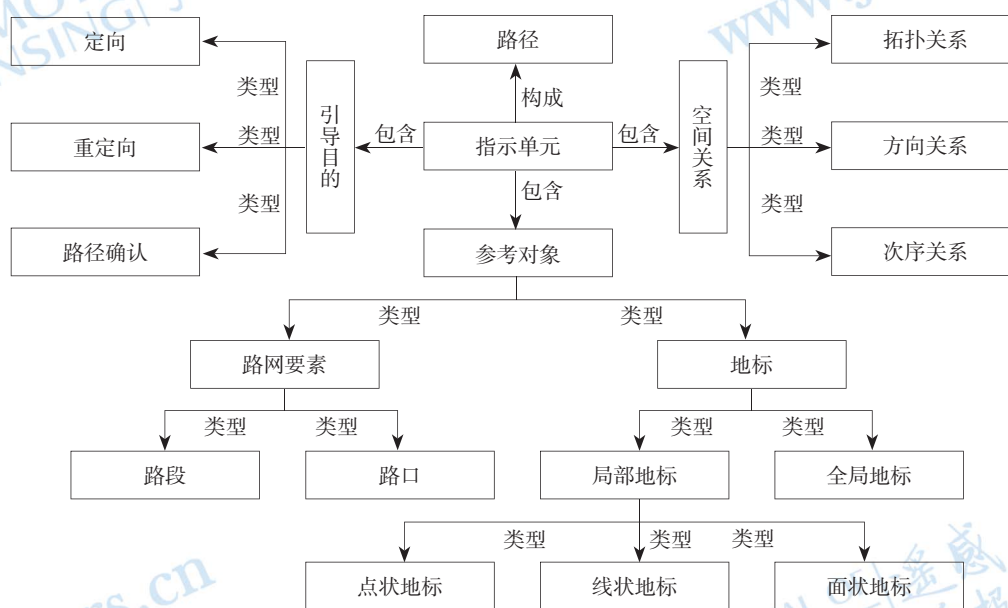 定向
路径
拓扑关系
类型
构成
类型
重定向
类型
引导目的
包含
指示单元
包含
空间关系
类型
方向关系
类型
包含
类型
路径确认
参考对象
次序关系
类型
类型
路网要素
地标
类型
类型
类型
类型
路段
路口
局部地标
全局地标
类型
类型
类型
点状地标
线状地标
面状地标